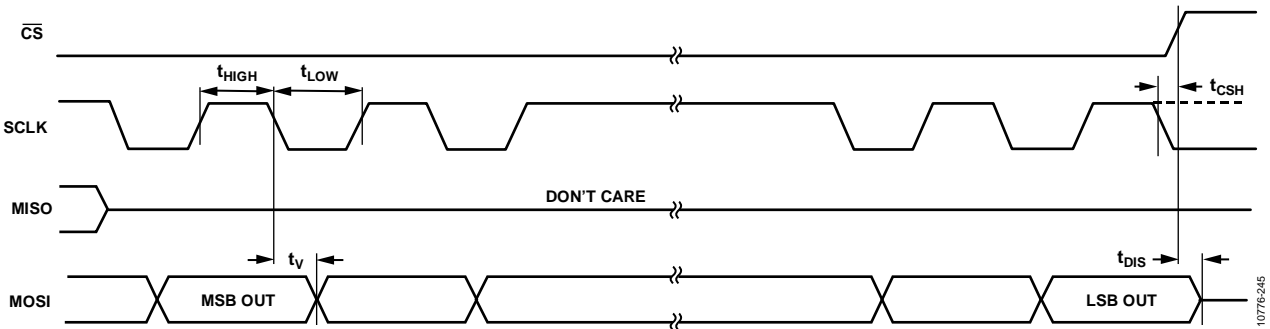 CS
tHIGH
tLOW
tCSH
SCLK
DON'T CARE
MISO
tV
tDIS
MOSI
MSB OUT
LSB OUT
10776-245